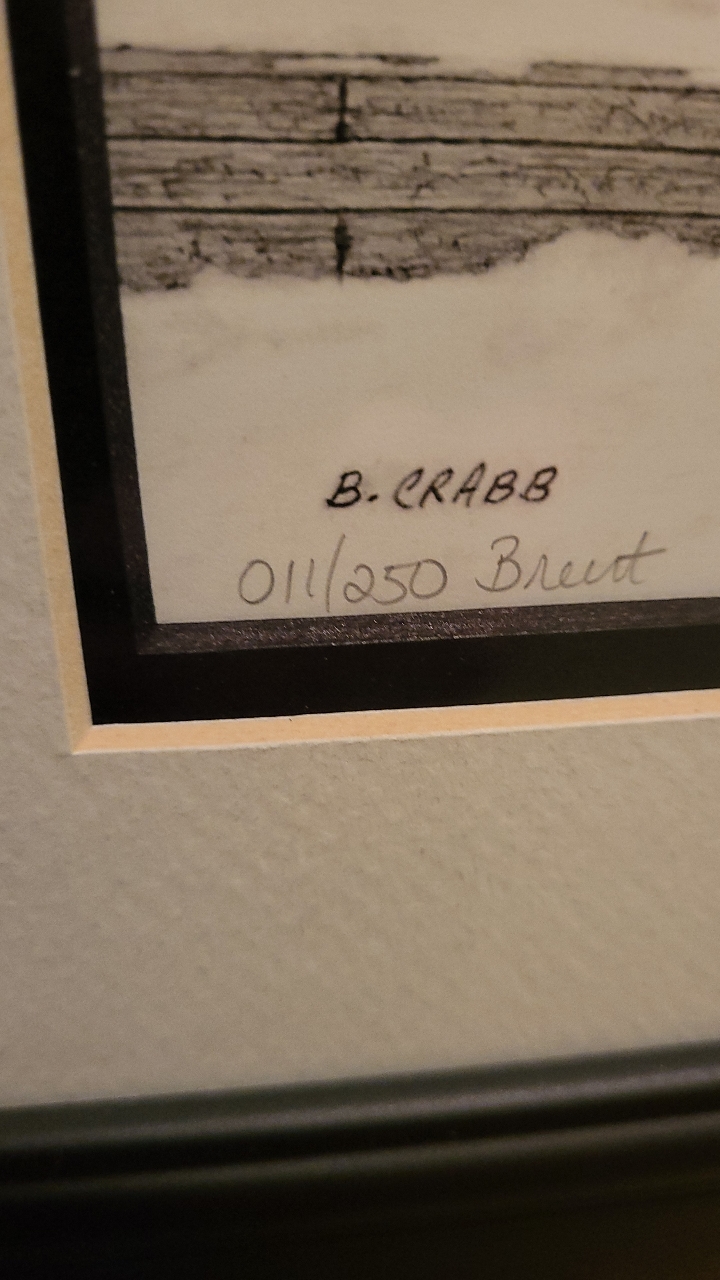 B. CRABB
011/250 Brent